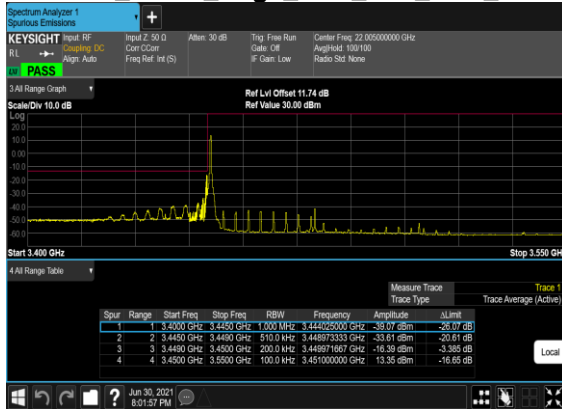 Spectrum Analyzer 1
Spurious Emissions
KEYSIGHT Input: RF Input Z: 50 Ω Atten: 30 dB Trig: Free Run Center Freq: 22.005000000 GHz
RL Coupling: DC Corr CCorr Gate: Off Avg|Hold: 100/100
Align: Auto Freq Ref: Int (S) IF Gain: Low Radio Std: None
PASS
3 All Range Graph
Ref Lvl Offset 11.74 dB
Scale/Div 10.0 dB Ref Value 30.00 dBm
Log
20.0
10.0
0.00
-10.0
-20.0
-30.0
-40.0
-50.0
-60.0
Start 3.400 GHz Stop 3.550 GHz
4 All Range Table
Measure Trace Trace 1
Trace Type Trace Average (Active)
Spur Range Start Freq Stop Freq RBW Frequency Amplitude ΔLimit
1 1 3.4000 GHz 3.4450 GHz 1.000 MHz 3.444025000 GHz -39.07 dBm -26.07 dB
2 2 3.4450 GHz 3.4490 GHz 510.0 kHz 3.448973333 GHz -33.61 dBm -20.61 dB
3 3 3.4490 GHz 3.4500 GHz 200.0 kHz 3.449971667 GHz -16.39 dBm -3.385 dB
4 4 3.4500 GHz 3.5500 GHz 100.0 kHz 3.451000000 GHz 13.35 dBm -16.65 dB
Local
Jun 30, 2021
8:01:57 PM